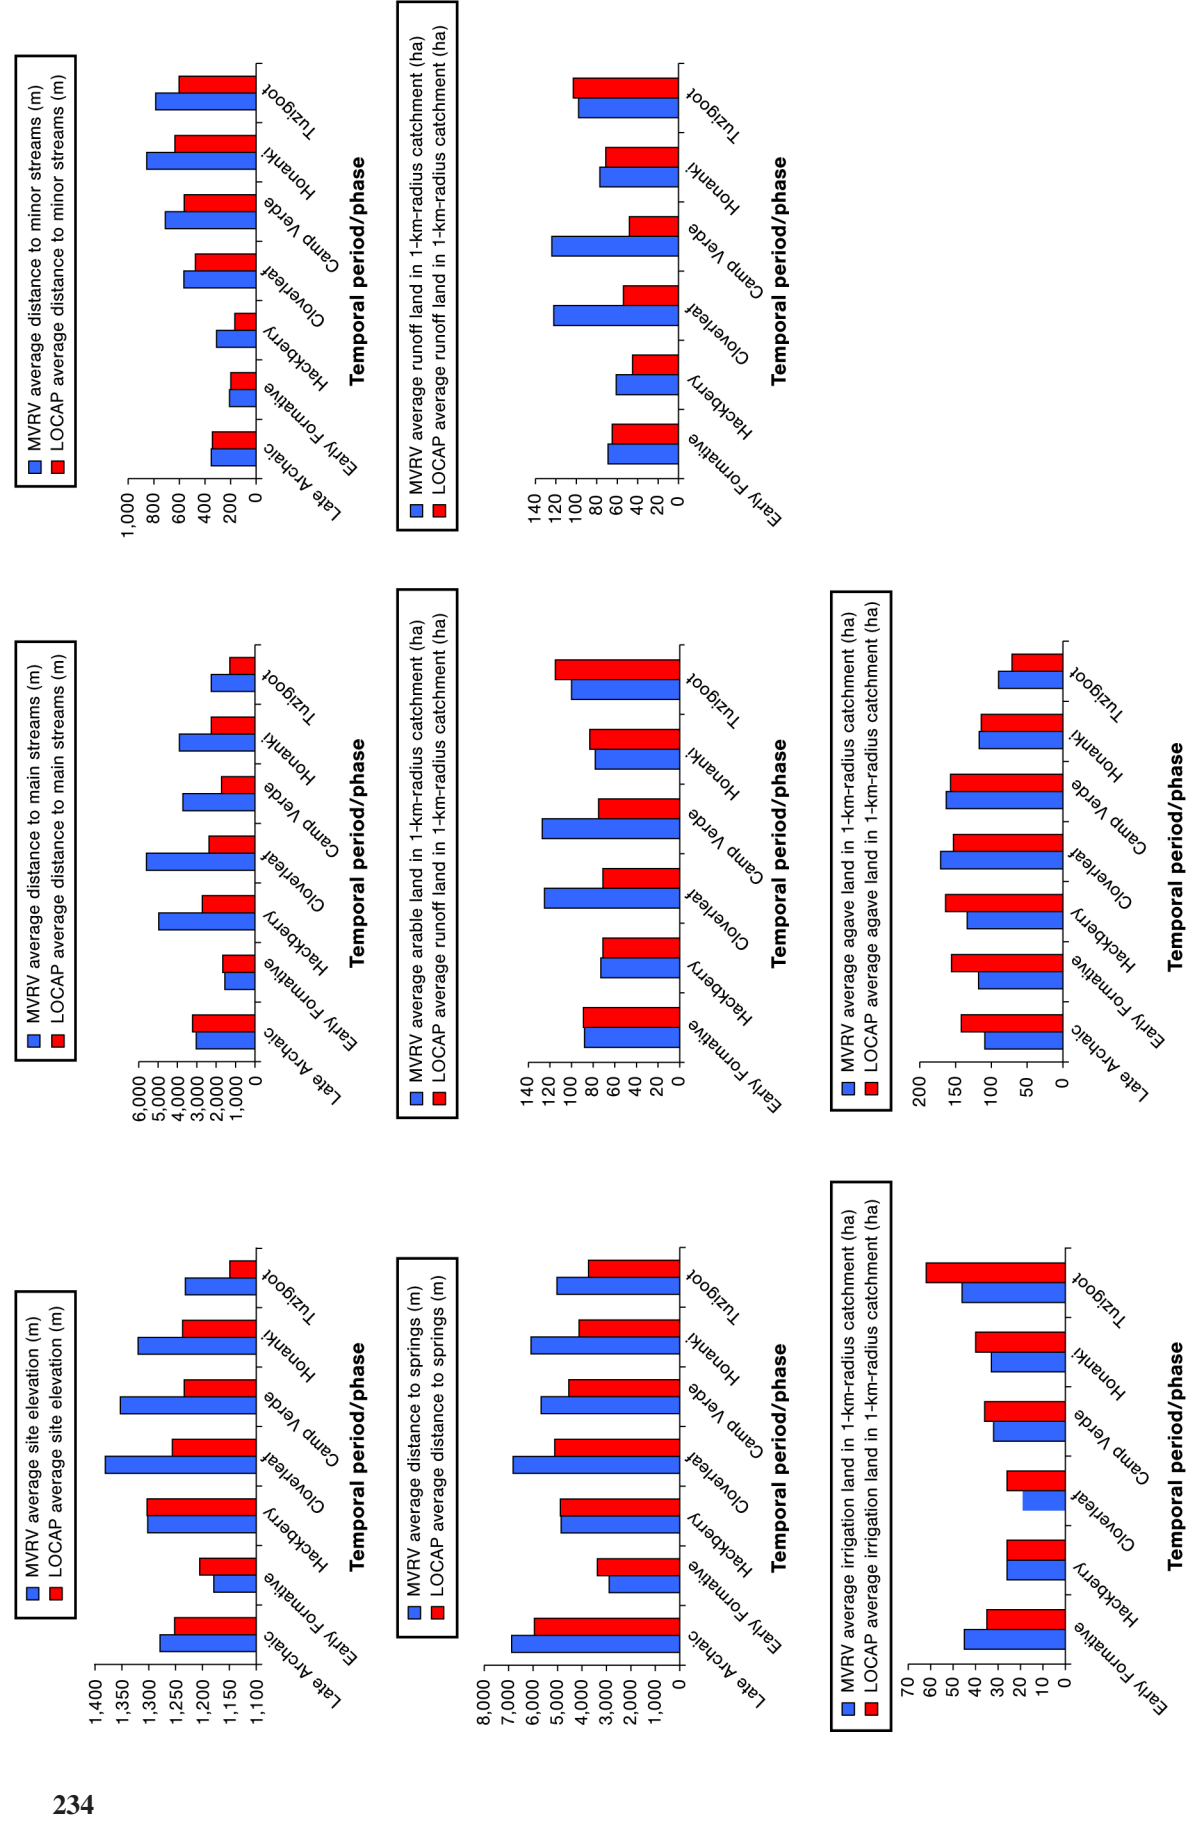 MVRV average site elevation (m)
LOCAP average site elevation (m)
1,400
1,350
1,300
1,250
1,200
1,150
1,100
Late Archaic
Early Formative
Hackberry
Cloverleaf
Camp Verde
Honanki
Tuzigoot
Temporal period/phase
MVRV average distance to main streams (m)
LOCAP average distance to main streams (m)
6,000
5,000
4,000
3,000
2,000
1,000
0
Late Archaic
Early Formative
Hackberry
Cloverleaf
Camp Verde
Honanki
Tuzigoot
Temporal period/phase
MVRV average distance to minor streams (m)
LOCAP average distance to minor streams (m)
1,000
800
600
400
200
0
Late Archaic
Early Formative
Hackberry
Cloverleaf
Camp Verde
Honanki
Tuzigoot
Temporal period/phase
MVRV average distance to springs (m)
LOCAP average distance to springs (m)
8,000
7,000
6,000
5,000
4,000
3,000
2,000
1,000
0
Late Archaic
Early Formative
Hackberry
Cloverleaf
Camp Verde
Honanki
Tuzigoot
Temporal period/phase
MVRV average arable land in 1-km-radius catchment (ha)
LOCAP average runoff land in 1-km-radius catchment (ha)
140
120
100
80
60
40
20
0
Early Formative
Hackberry
Cloverleaf
Camp Verde
Honanki
Tuzigoot
Temporal period/phase
MVRV average runoff land in 1-km-radius catchment (ha)
LOCAP average runoff land in 1-km-radius catchment (ha)
140
120
100
80
60
40
20
0
Early Formative
Hackberry
Cloverleaf
Camp Verde
Honanki
Tuzigoot
Temporal period/phase
MVRV average irrigation land in 1-km-radius catchment (ha)
LOCAP average irrigation land in 1-km-radius catchment (ha)
70
60
50
40
30
20
10
0
Early Formative
Hackberry
Cloverleaf
Camp Verde
Honanki
Tuzigoot
Temporal period/phase
MVRV average agave land in 1-km-radius catchment (ha)
LOCAP average agave land in 1-km-radius catchment (ha)
200
150
100
50
0
Late Archaic
Early Formative
Hackberry
Cloverleaf
Camp Verde
Honanki
Tuzigoot
Temporal period/phase
234